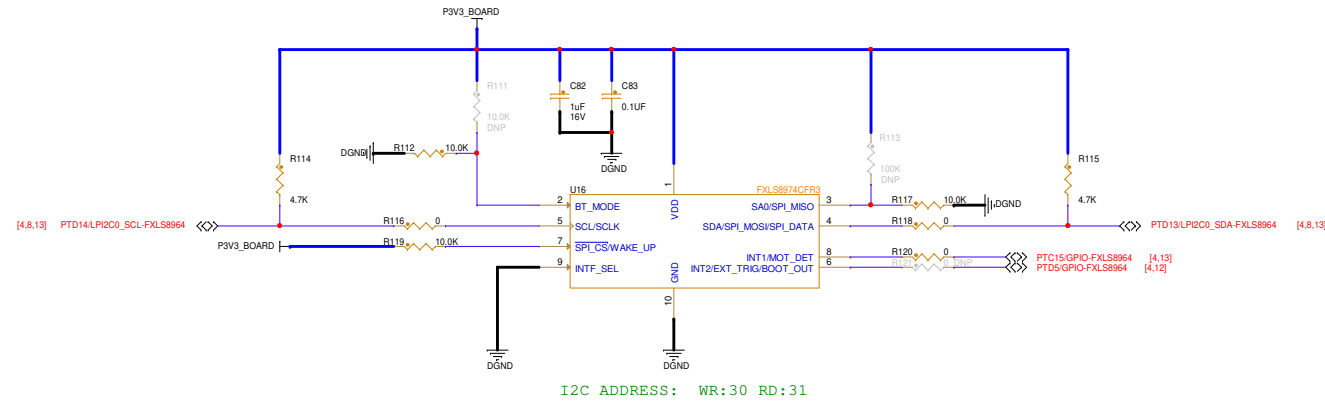 P3V3_BOARD
R111
10.0K
DNP
C82
1uF
16V
C83
0.1UF
R113
100K
DNP
DGND
R112
10.0K
DGND
R114
4.7K
R115
4.7K
U16
FXLS8974CFR3
1
VDD
2
BT_MODE
SA0/SPI_MISO
3
R117
10.0K
DGND
[4,8,13]
PTD14/LPI2C0_SCL-FXLS8964
R116
0
5
SCL/SCLK
SDA/SPI_MOSI/SPI_DATA
4
R118
0
PTD13/LPI2C0_SDA-FXLS8964
[4,8,13]
P3V3_BOARD
R119
10.0K
7
SPI_CS/WAKE_UP
INT1/MOT_DET
8
R120
0
PTC15/GPIO-FXLS8964
[4,13]
9
INTF_SEL
INT2/EXT_TRIG/BOOT_OUT
6
R121
0
DNP
PTD5/GPIO-FXLS8964
[4,12]
GND
10
DGND
DGND
I2C ADDRESS: WR:30 RD:31